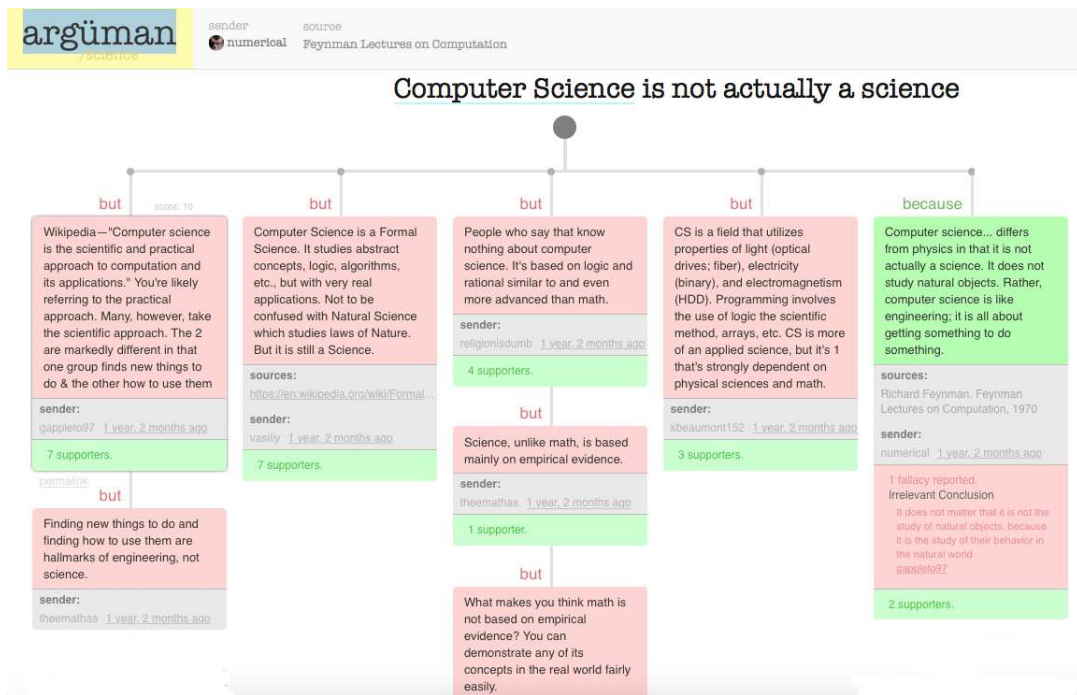 argüman
/science
sender
numerical
source
Feynman Lectures on Computation
Computer Science is not actually a science
but
score: 10
Wikipedia—"Computer science
is the scientific and practical
approach to computation and
its applications." You're likely
referring to the practical
approach. Many, however, take
the scientific approach. The 2
are markedly different in that
one group finds new things to
do & the other how to use them
sender:
gappleto97 1 year, 2 months ago
7 supporters.
permalink
but
Finding new things to do and
finding how to use them are
hallmarks of engineering, not
science.
sender:
theemathas 1 year, 2 months ago
but
Computer Science is a Formal
Science. It studies abstract
concepts, logic, algorithms,
etc., but with very real
applications. Not to be
confused with Natural Science
which studies laws of Nature.
But it is still a Science.
sources:
https://en.wikipedia.org/wiki/Formal...
sender:
vasiliy 1 year, 2 months ago
7 supporters.
but
People who say that know
nothing about computer
science. It's based on logic and
rational similar to and even
more advanced than math.
sender:
religionisdumb 1 year, 2 months ago
4 supporters.
but
Science, unlike math, is based
mainly on empirical evidence.
sender:
theemathas 1 year, 2 months ago
1 supporter.
but
What makes you think math is
not based on empirical
evidence? You can
demonstrate any of its
concepts in the real world fairly
easily.
but
CS is a field that utilizes
properties of light (optical
drives; fiber), electricity
(binary), and electromagnetism
(HDD). Programming involves
the use of logic the scientific
method, arrays, etc. CS is more
of an applied science, but it's 1
that's strongly dependent on
physical sciences and math.
sender:
kbeaumont152 1 year, 2 months ago
3 supporters.
because
Computer science... differs
from physics in that it is not
actually a science. It does not
study natural objects. Rather,
computer science is like
engineering; it is all about
getting something to do
something.
sources:
Richard Feynman, Feynman
Lectures on Computation, 1970
sender:
numerical 1 year, 2 months ago
1 fallacy reported.
Irrelevant Conclusion
It does not matter that it is not the
study of natural objects, because
it is the study of their behavior in
the natural world
gappleto97
2 supporters.